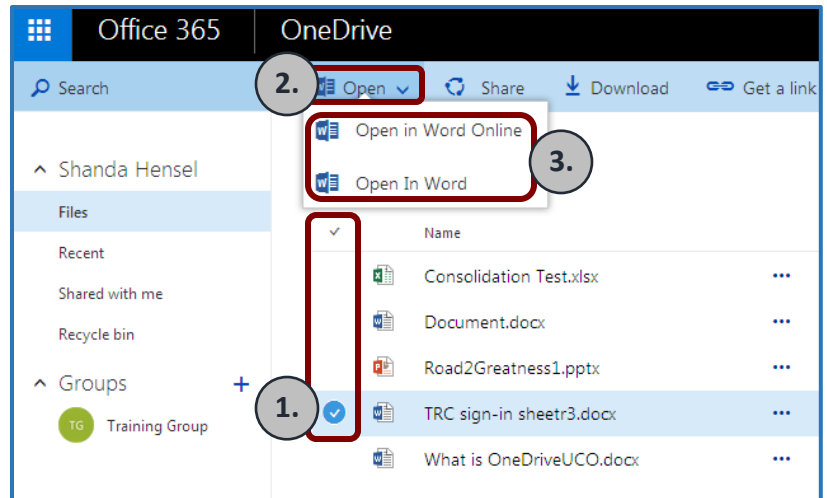 Office 365 OneDrive
Search 2. Open Share Download Get a link
Open in Word Online
3.
Open In Word
Shanda Hensel
Files
Recent
Shared with me
Recycle bin
Groups +
TG Training Group
Name
Consolidation Test.xlsx ...
Document.docx ...
Road2Greatness1.pptx ...
1. TRC sign-in sheetr3.docx ...
What is OneDriveUCO.docx ...